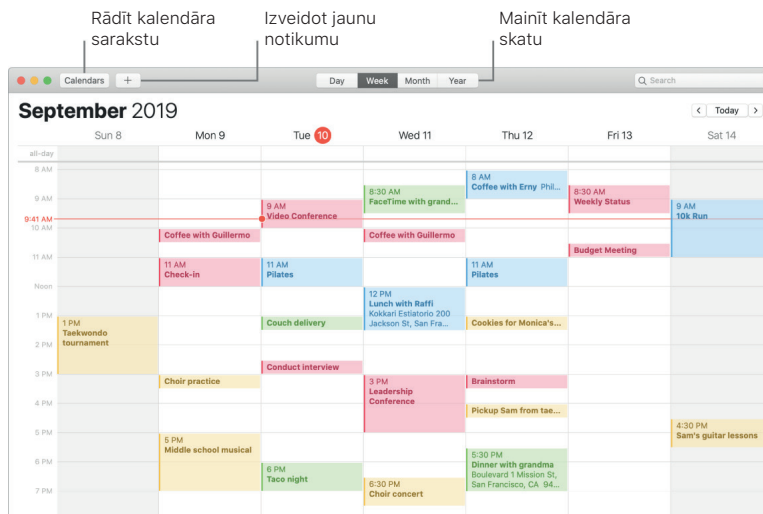 Rādīt kalendāra
sarakstu
Izveidot jaunu
notikumu
Mainīt kalendāra
skatu
Calendars
+
Day
Week
Month
Year
Search
September 2019
< Today >
Sun 8
Mon 9
Tue 10
Wed 11
Thu 12
Fri 13
Sat 14
all-day
8 AM
9 AM
9:41 AM
10 AM
11 AM
Noon
1 PM
2 PM
3 PM
4 PM
5 PM
6 PM
7 PM
1 PM
Taekwondo
tournament
Coffee with Guillermo
11 AM
Check-in
Choir practice
5 PM
Middle school musical
9 AM
Video Conference
11 AM
Pilates
Couch delivery
Conduct interview
6 PM
Taco night
8:30 AM
FaceTime with grand...
Coffee with Guillermo
12 PM
Lunch with Raffi
Kokkari Estiatorio 200
Jackson St, San Fra...
3 PM
Leadership
Conference
6:30 PM
Choir concert
8 AM
Coffee with Erny Phil...
11 AM
Pilates
Cookies for Monica's...
Brainstorm
Pickup Sam from tae...
5:30 PM
Dinner with grandma
Boulevard 1 Mission St,
San Francisco, CA 94...
8:30 AM
Weekly Status
Budget Meeting
9 AM
10k Run
4:30 PM
Sam's guitar lessons